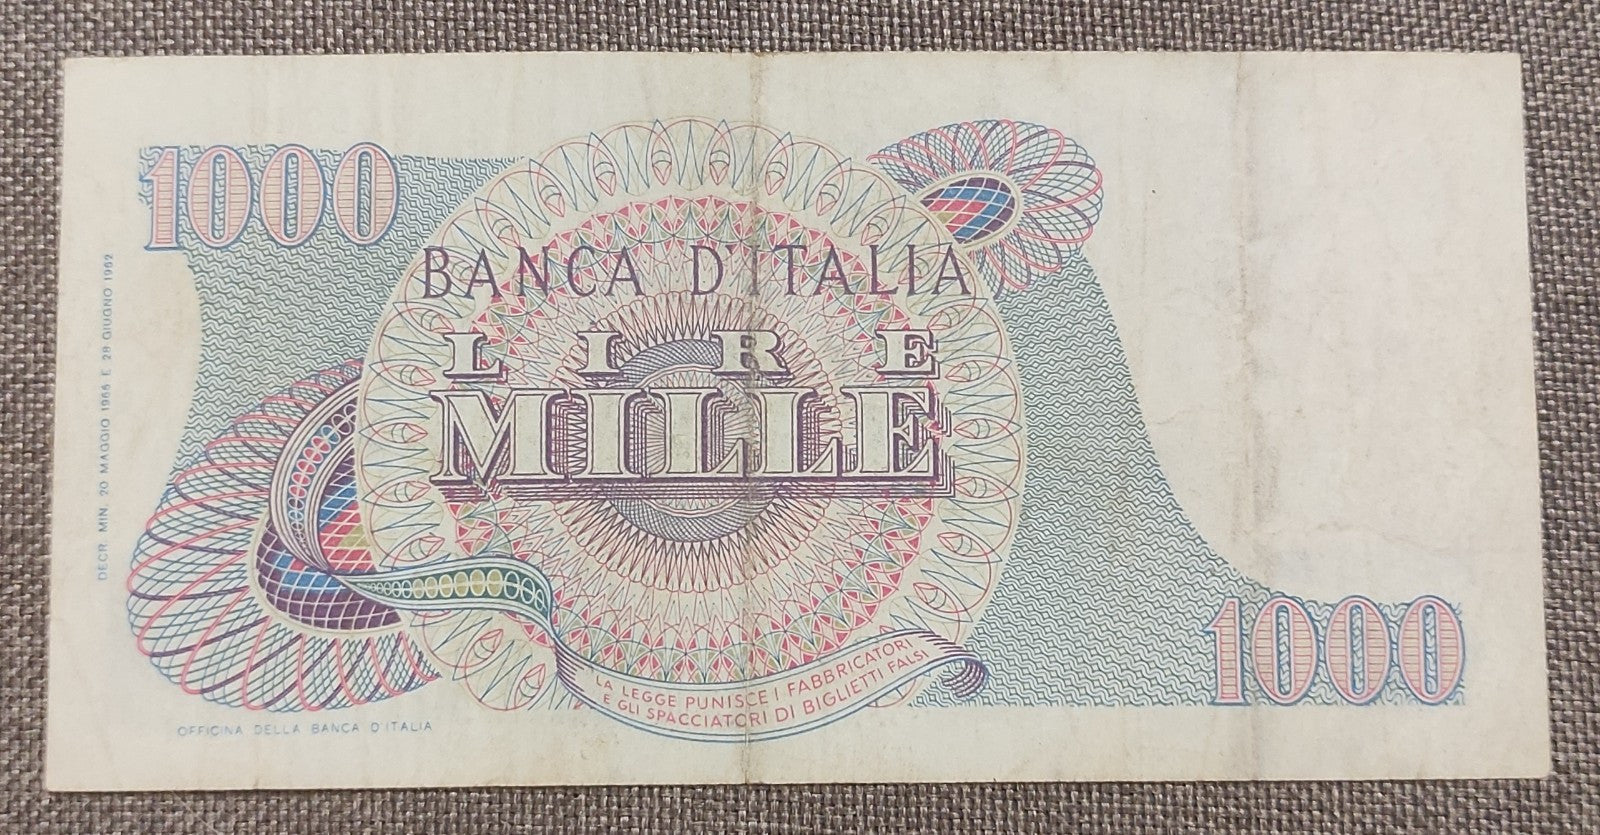 1000
BANCA D'ITALIA
LIRE
MILLE
DECR. MIN. 20 MAGGIO 1966 E 28 GIUGNO 1962
LA LEGGE PUNISCE I FABBRICATORI
E GLI SPACCIATORI DI BIGLIETTI FALSI
1000
OFFICINA DELLA BANCA D'ITALIA